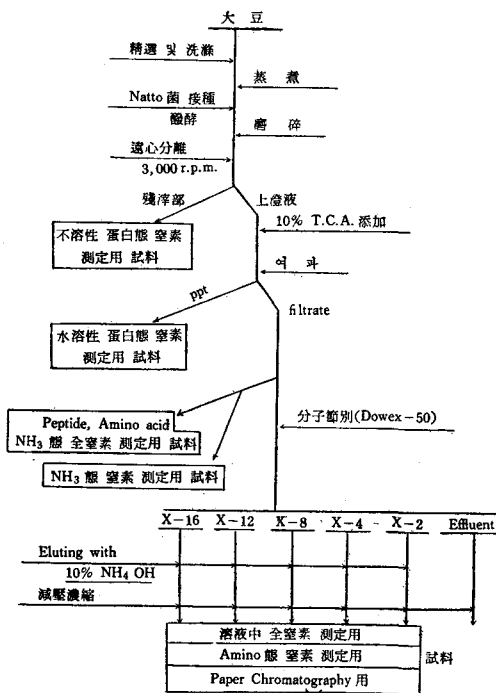 大豆
精選 및 洗滌
蒸煮
Natto菌 接種
醱酵
磨碎
遠心分離
3,000 r.p.m.
殘滓部
上澄液
不溶性 蛋白態 窒素
測定用 試料
10% T.C.A. 添加
여과
ppt
filtrate
水溶性 蛋白態 窒素
測定用 試料
Peptide, Amino acid
NH₃ 態 全窒素 測定用 試料
分子節別(Dowex-50)
NH₃ 態 窒素 測定用 試料
X-16 X-12 X-8 X-4 X-2 Effluent
Eluting with
10% NH₄ OH
減壓濃縮
溶液中 全窒素 測定用
Amino 態 窒素 測定用
試料
Paper Chromatography 用